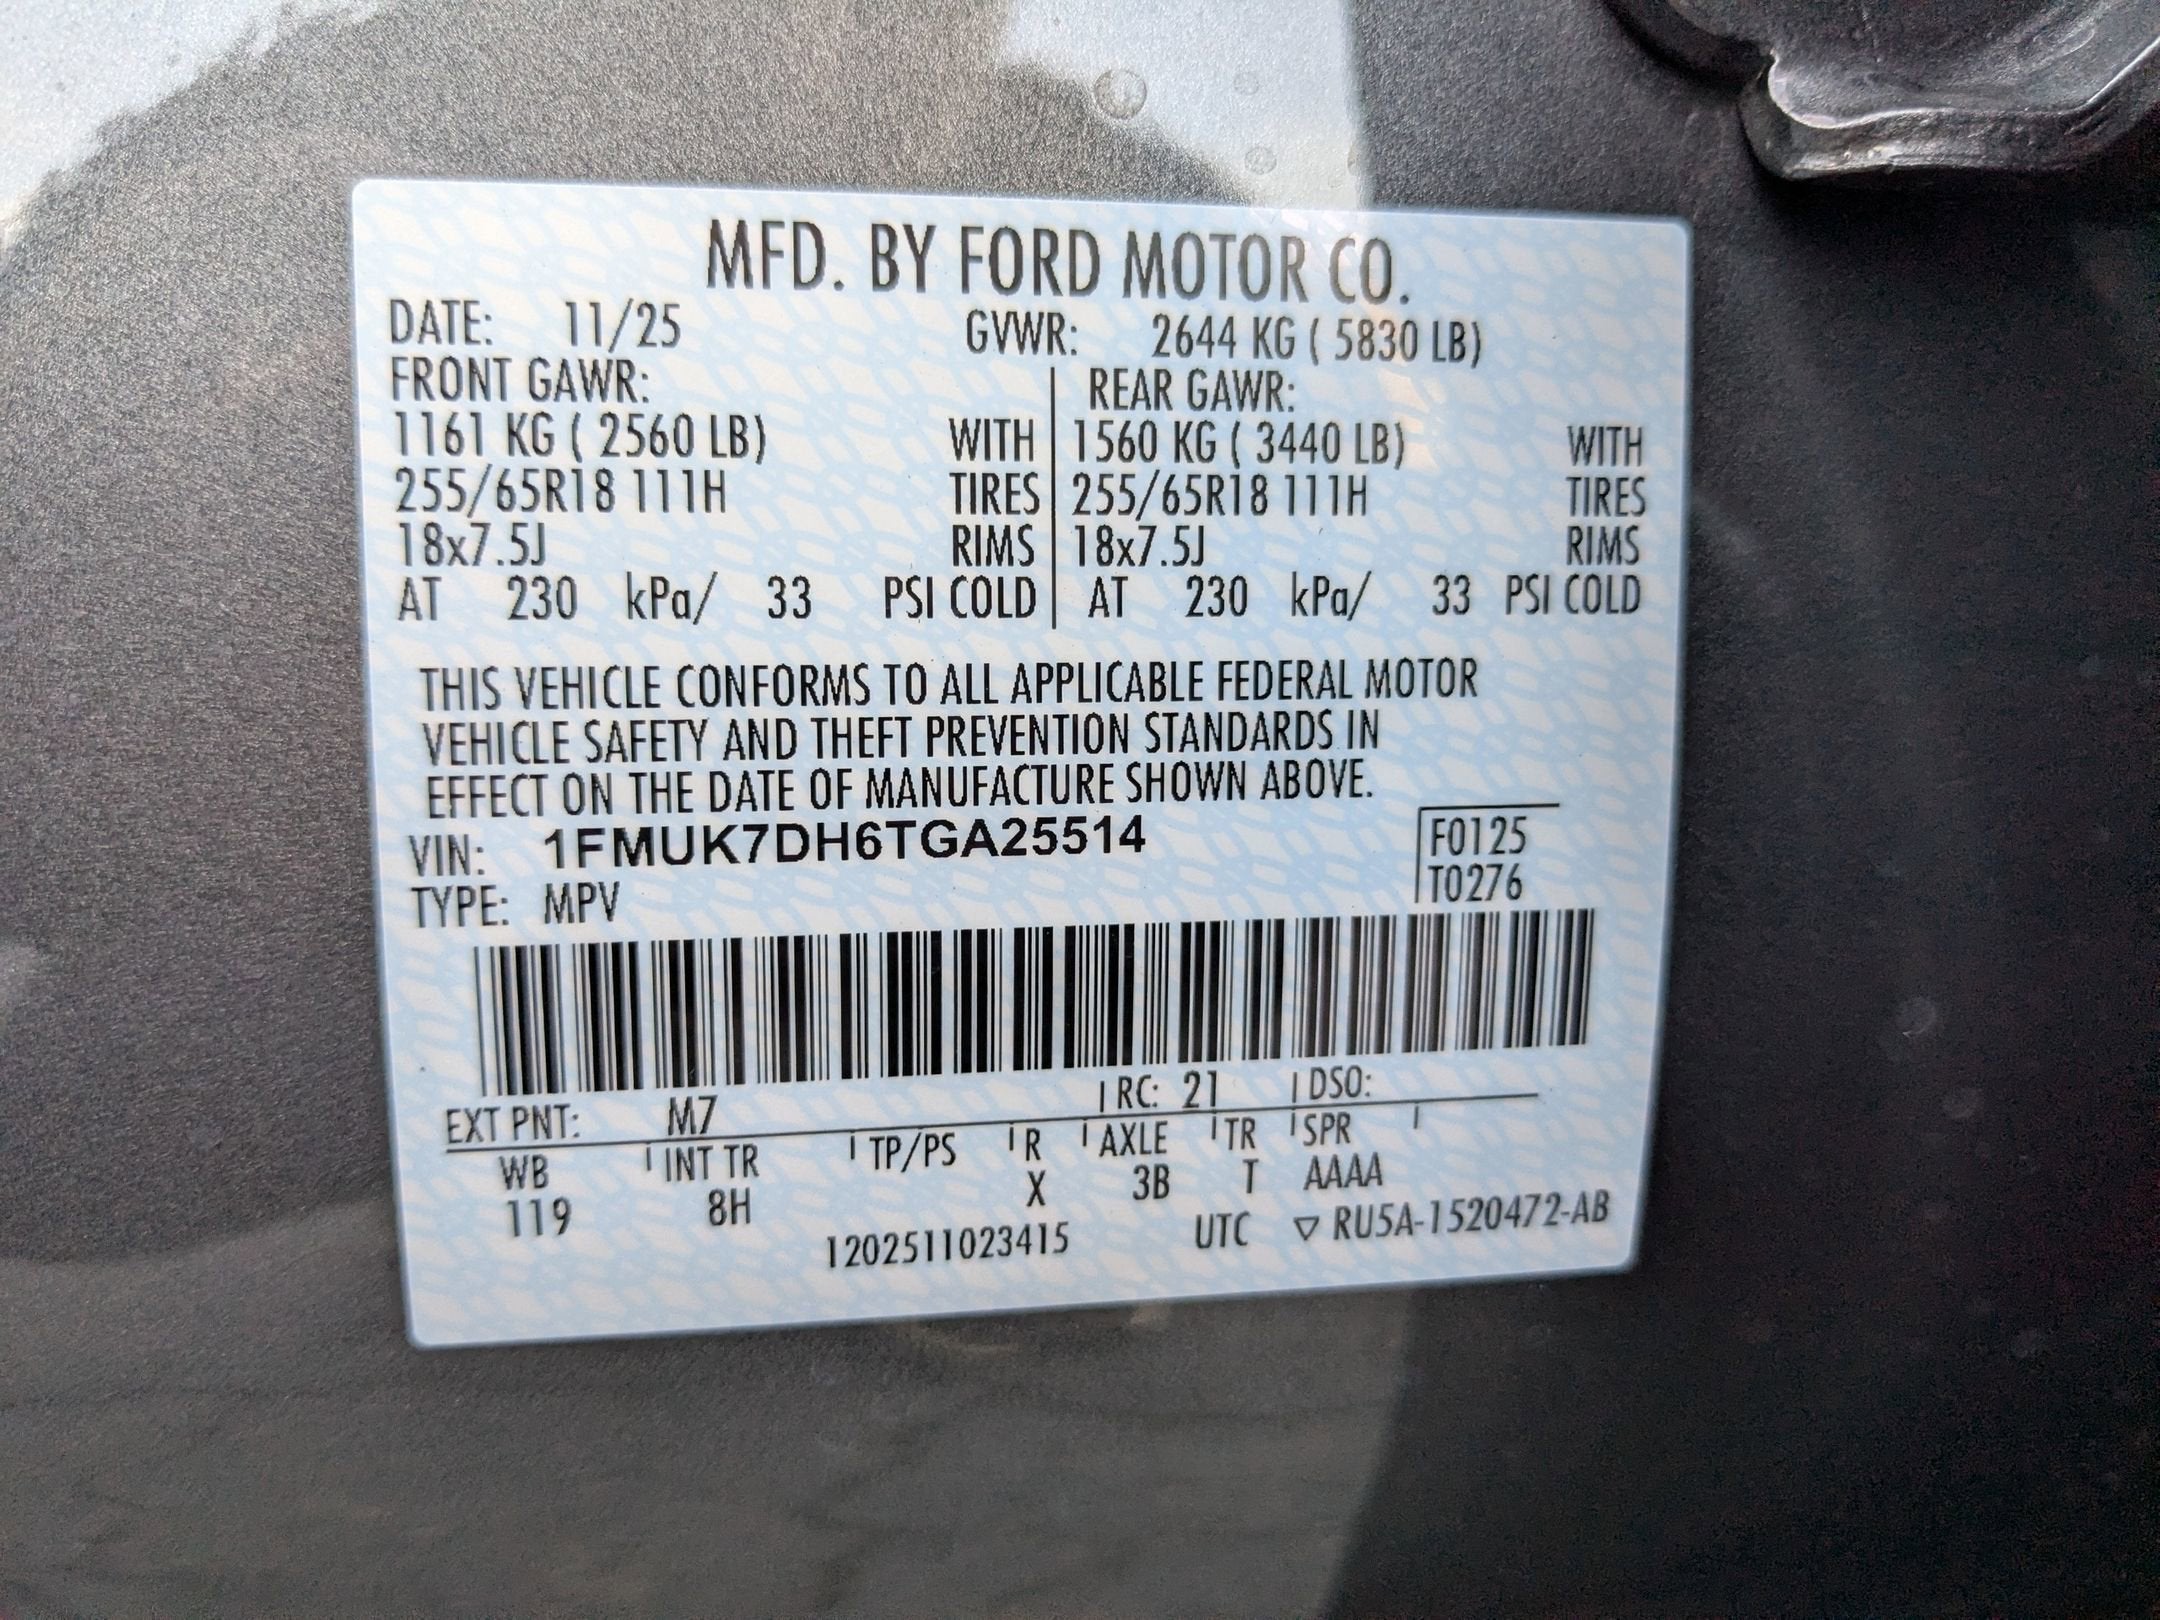 MFD. BY FORD MOTOR CO.
DATE: 11/25 GVWR: 2644 KG ( 5830 LB)
FRONT GAWR: REAR GAWR:
1161 KG ( 2560 LB) WITH 1560 KG ( 3440 LB) WITH
255/65R18 111H TIRES 255/65R18 111H TIRES
18x7.5J RIMS 18x7.5J RIMS
AT 230 kPa/ 33 PSI COLD AT 230 kPa/ 33 PSI COLD
THIS VEHICLE CONFORMS TO ALL APPLICABLE FEDERAL MOTOR
VEHICLE SAFETY AND THEFT PREVENTION STANDARDS IN
EFFECT ON THE DATE OF MANUFACTURE SHOWN ABOVE.
VIN: 1FMUK7DH6TGA25514 F0125
TYPE: MPV T0276
EXT PNT: M7 RC: 21 DSO:
WB INT TR TP/PS R AXLE TR SPR
119 8H X 3B T AAAA
1202511023415 UTC ▽ RU5A-1520472-AB